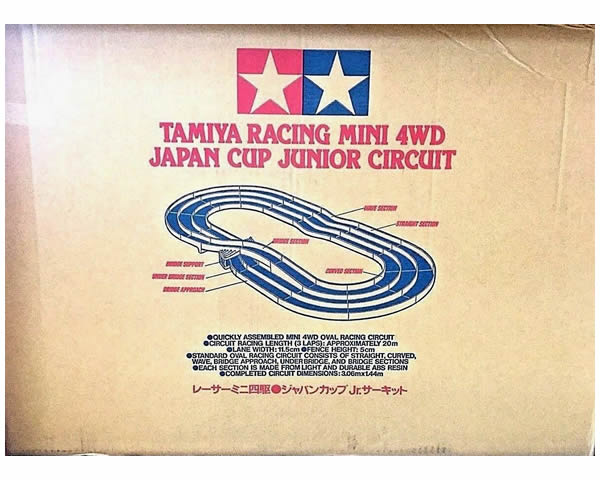 TAMIYA RACING MINI 4WD
JAPAN CUP JUNIOR CIRCUIT
WAVE SECTION
STRAIGHT SECTION
BRIDGE SECTION
BRIDGE SUPPORT
CURVED SECTION
UNDER BRIDGE SECTION
BRIDGE APPROACH
●QUICKLY ASSEMBLED MINI 4WD OVAL RACING CIRCUIT
●CIRCUIT RACING LENGTH (3 LAPS): APPROXIMATELY 20m
●LANE WIDTH: 11.5cm ●FENCE HEIGHT: 5cm
●STANDARD OVAL RACING CIRCUIT CONSISTS OF STRAIGHT, CURVED,
WAVE, BRIDGE APPROACH, UNDERBRIDGE, AND BRIDGE SECTIONS
●EACH SECTION IS MADE FROM LIGHT AND DURABLE ABS RESIN
●COMPLETED CIRCUIT DIMENSIONS: 3.06m×1.44m
レーサーミニ四駆●ジャパンカップJr.サーキット